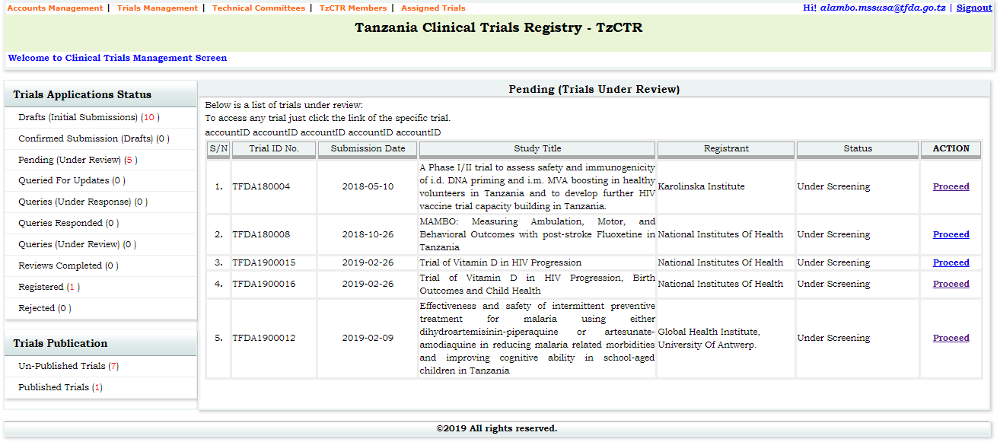 Accounts Management | Trials Management | Technical Committees | TzCTR Members | Assigned Trials
Hi! alambo.mssusa@tfda.go.tz | Signout
Tanzania Clinical Trials Registry - TzCTR
Welcome to Clinical Trials Management Screen
Trials Applications Status
Drafts (Initial Submissions) (10 )
Confirmed Submission (Drafts) (0 )
Pending (Under Review) (5 )
Queried For Updates (0 )
Queries (Under Response) (0 )
Queries Responded (0 )
Queries (Under Review) (0 )
Reviews Completed (0 )
Registered (1 )
Rejected (0 )
Trials Publication
Un-Published Trials (7)
Published Trials (1)
Pending (Trials Under Review)
Below is a list of trials under review:
To access any trial just click the link of the specific trial.
accountID accountID accountID accountID accountID
S/N Trial ID No. Submission Date Study Title Registrant Status ACTION
1. TFDA180004 2018-05-10
A Phase I/II trial to assess safety and immunogenicity
of i.d. DNA priming and i.m. MVA boosting in healthy
volunteers in Tanzania and to develop further HIV
vaccine trial capacity building in Tanzania.
Karolinska Institute Under Screening Proceed
2. TFDA180008 2018-10-26
MAMBO: Measuring Ambulation, Motor, and
Behavioral Outcomes with post-stroke Fluoxetine in
Tanzania
National Institutes Of Health Under Screening Proceed
3. TFDA1900015 2019-02-26 Trial of Vitamin D in HIV Progression National Institutes Of Health Under Screening Proceed
4. TFDA1900016 2019-02-26
Trial of Vitamin D in HIV Progression, Birth
Outcomes and Child Health
National Institutes Of Health Under Screening Proceed
5. TFDA1900012 2019-02-09
Effectiveness and safety of intermittent preventive
treatment for malaria using either
dihydroartemisinin-piperaquine or artesunate-
amodiaquine in reducing malaria related morbidities
and improving cognitive ability in school-aged
children in Tanzania
Global Health Institute,
University Of Antwerp.
Under Screening Proceed
©2019 All rights reserved.